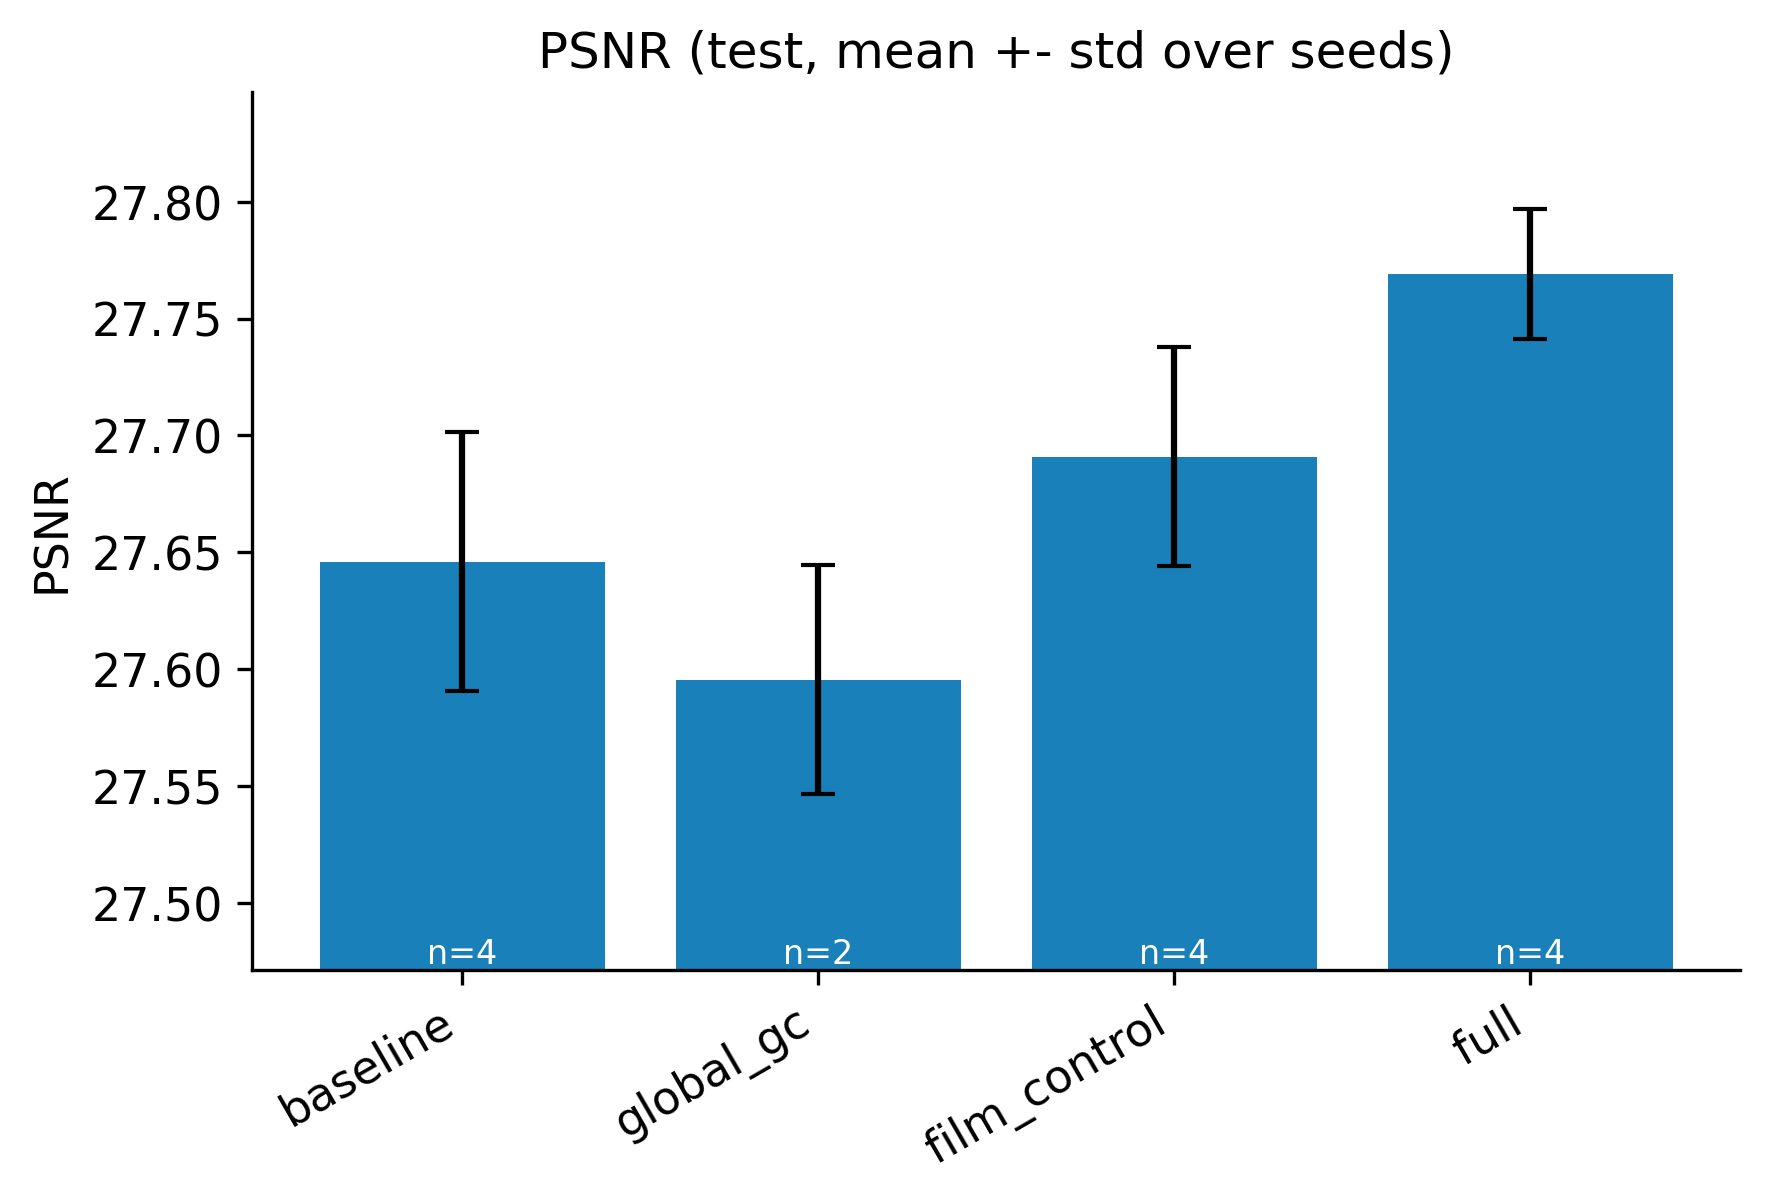 PSNR (test, mean +- std over seeds)
PSNR
27.80
27.75
27.70
27.65
27.60
27.55
27.50
n=4
n=2
n=4
n=4
baseline
global_gc
film_control
full